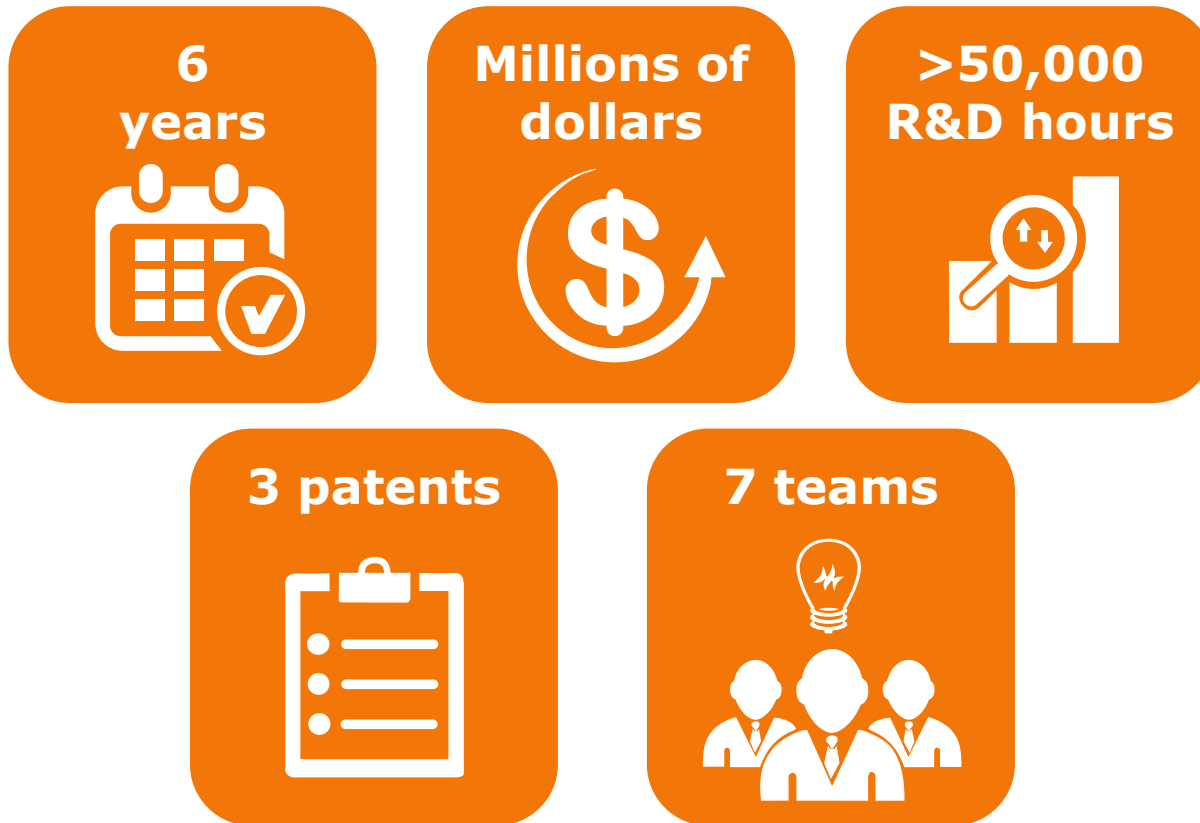 6
years
Millions of
dollars
>50,000
R&D hours
3 patents
7 teams